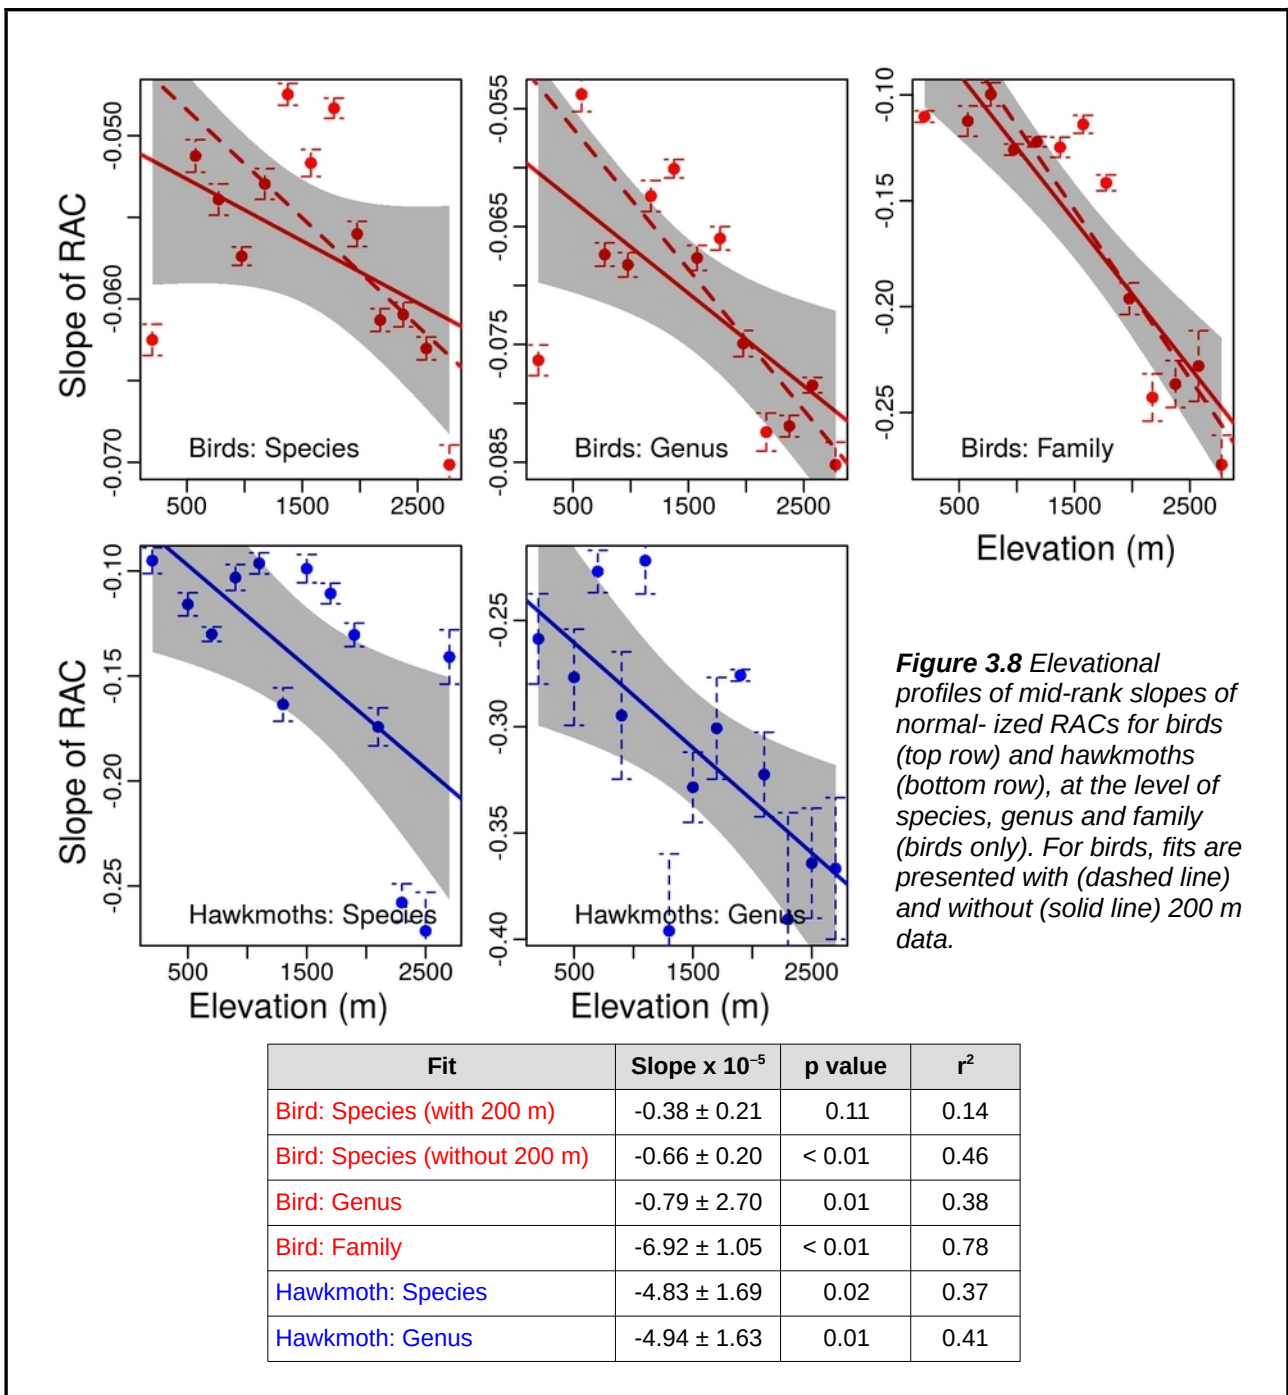 Slope of RAC
-0.050
-0.060
-0.070
Birds: Species
500 1500 2500
-0.055
-0.065
-0.075
-0.085
Birds: Genus
500 1500 2500
-0.10
-0.15
-0.20
-0.25
Birds: Family
500 1500 2500
Elevation (m)
Slope of RAC
-0.10
-0.15
-0.20
-0.25
Hawkmoths: Species
500 1500 2500
Elevation (m)
-0.25
-0.30
-0.35
-0.40
Hawkmoths: Genus
500 1500 2500
Elevation (m)
Figure 3.8 Elevational
profiles of mid-rank slopes of
normal- ized RACs for birds
(top row) and hawkmoths
(bottom row), at the level of
species, genus and family
(birds only). For birds, fits are
presented with (dashed line)
and without (solid line) 200 m
data.
Fit Slope x 10⁻⁵ p value r²
Bird: Species (with 200 m) -0.38 ± 0.21 0.11 0.14
Bird: Species (without 200 m) -0.66 ± 0.20 < 0.01 0.46
Bird: Genus -0.79 ± 2.70 0.01 0.38
Bird: Family -6.92 ± 1.05 < 0.01 0.78
Hawkmoth: Species -4.83 ± 1.69 0.02 0.37
Hawkmoth: Genus -4.94 ± 1.63 0.01 0.41